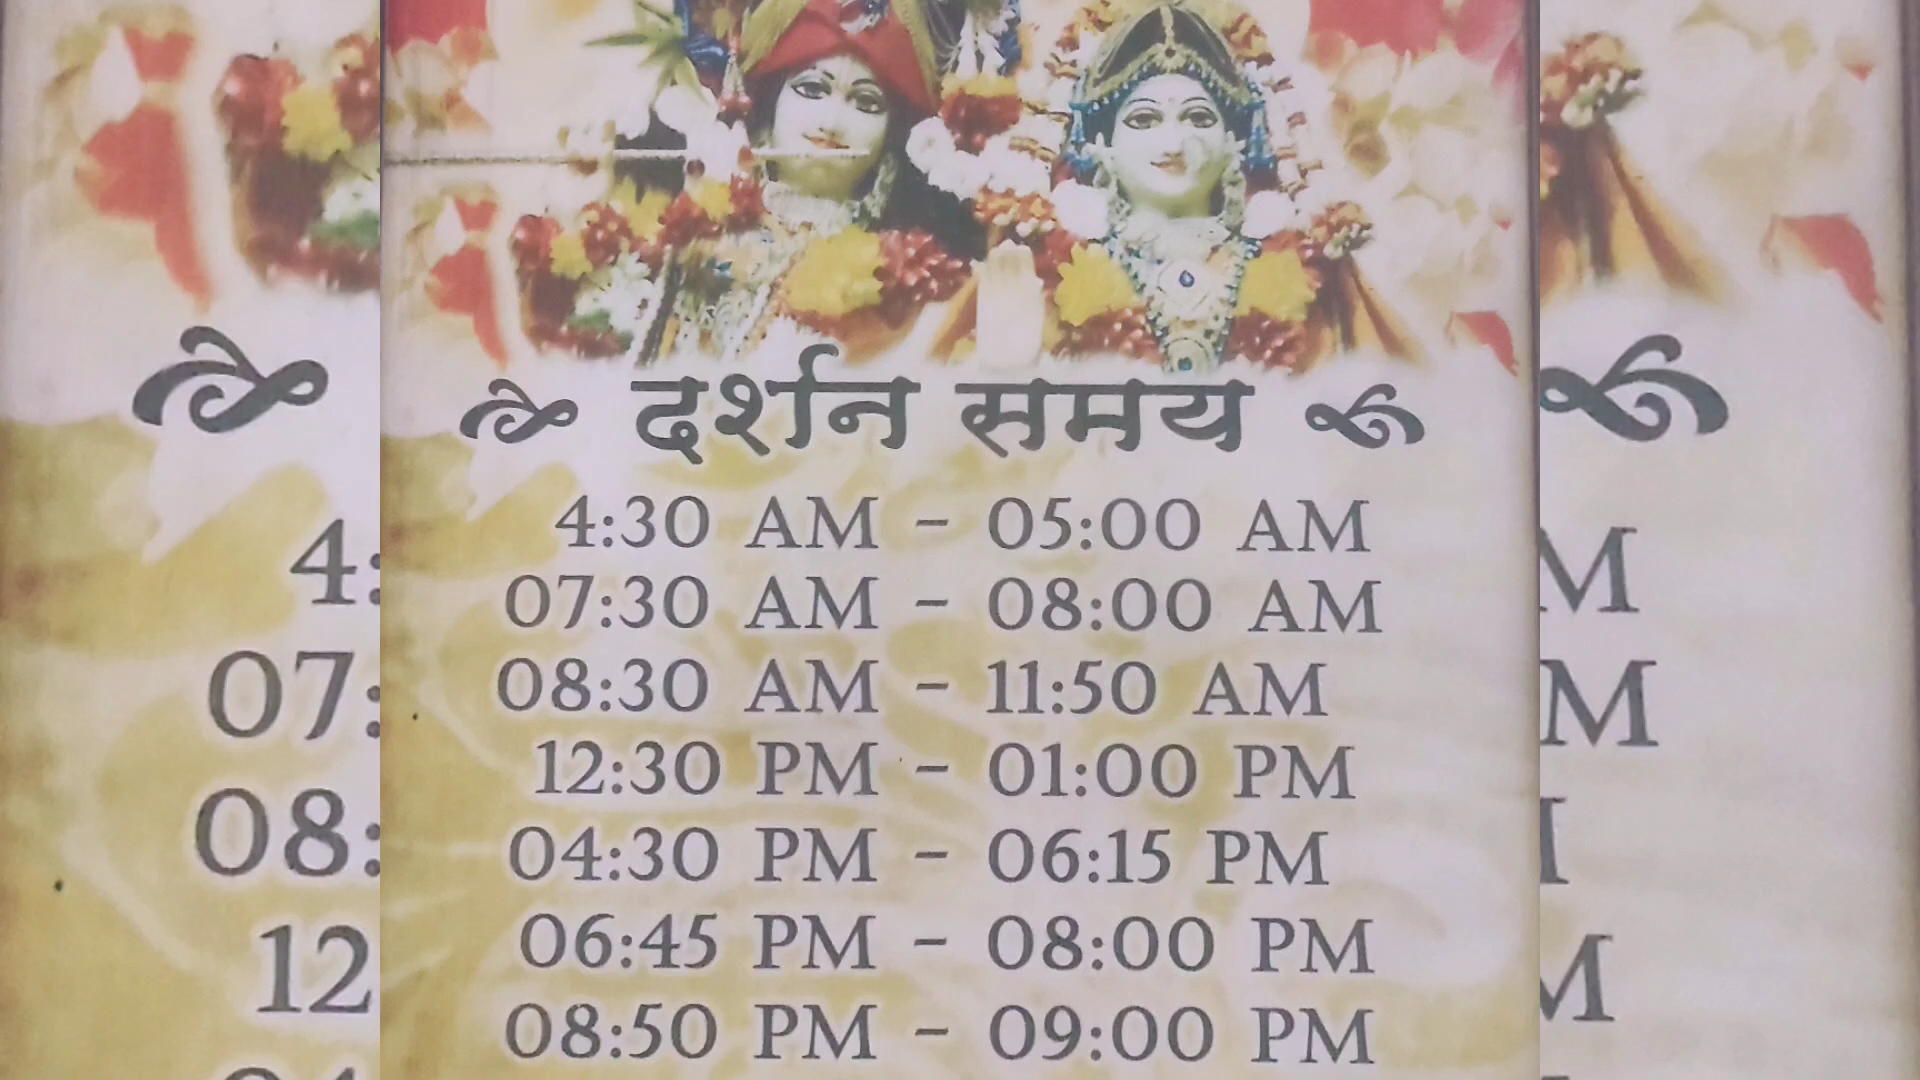 दर्शन समय
4:30 AM - 05:00 AM
07:30 AM - 08:00 AM
08:30 AM - 11:50 AM
12:30 PM - 01:00 PM
04:30 PM - 06:15 PM
06:45 PM - 08:00 PM
08:50 PM - 09:00 PM